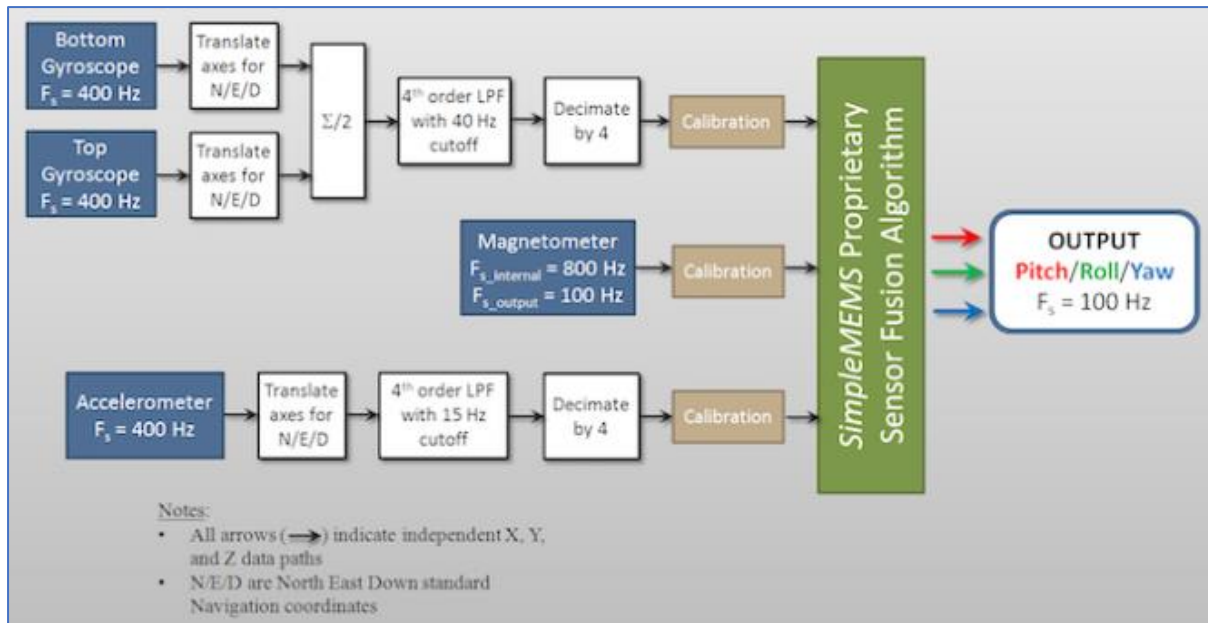 Bottom
Gyroscope
Fs = 400 Hz
Translate
axes for
N/E/D
Top
Gyroscope
Fs = 400 Hz
Translate
axes for
N/E/D
Σ/2
4th order LPF
with 40 Hz
cutoff
Decimate
by 4
Calibration
Magnetometer
Fs_internal = 800 Hz
Fs_output = 100 Hz
Calibration
Accelerometer
Fs = 400 Hz
Translate
axes for
N/E/D
4th order LPF
with 15 Hz
cutoff
Decimate
by 4
Calibration
SimpleMEMS Proprietary
Sensor Fusion Algorithm
OUTPUT
Pitch/Roll/Yaw
Fs = 100 Hz
Notes:
• All arrows (→) indicate independent X, Y,
and Z data paths
• N/E/D are North East Down standard
Navigation coordinates